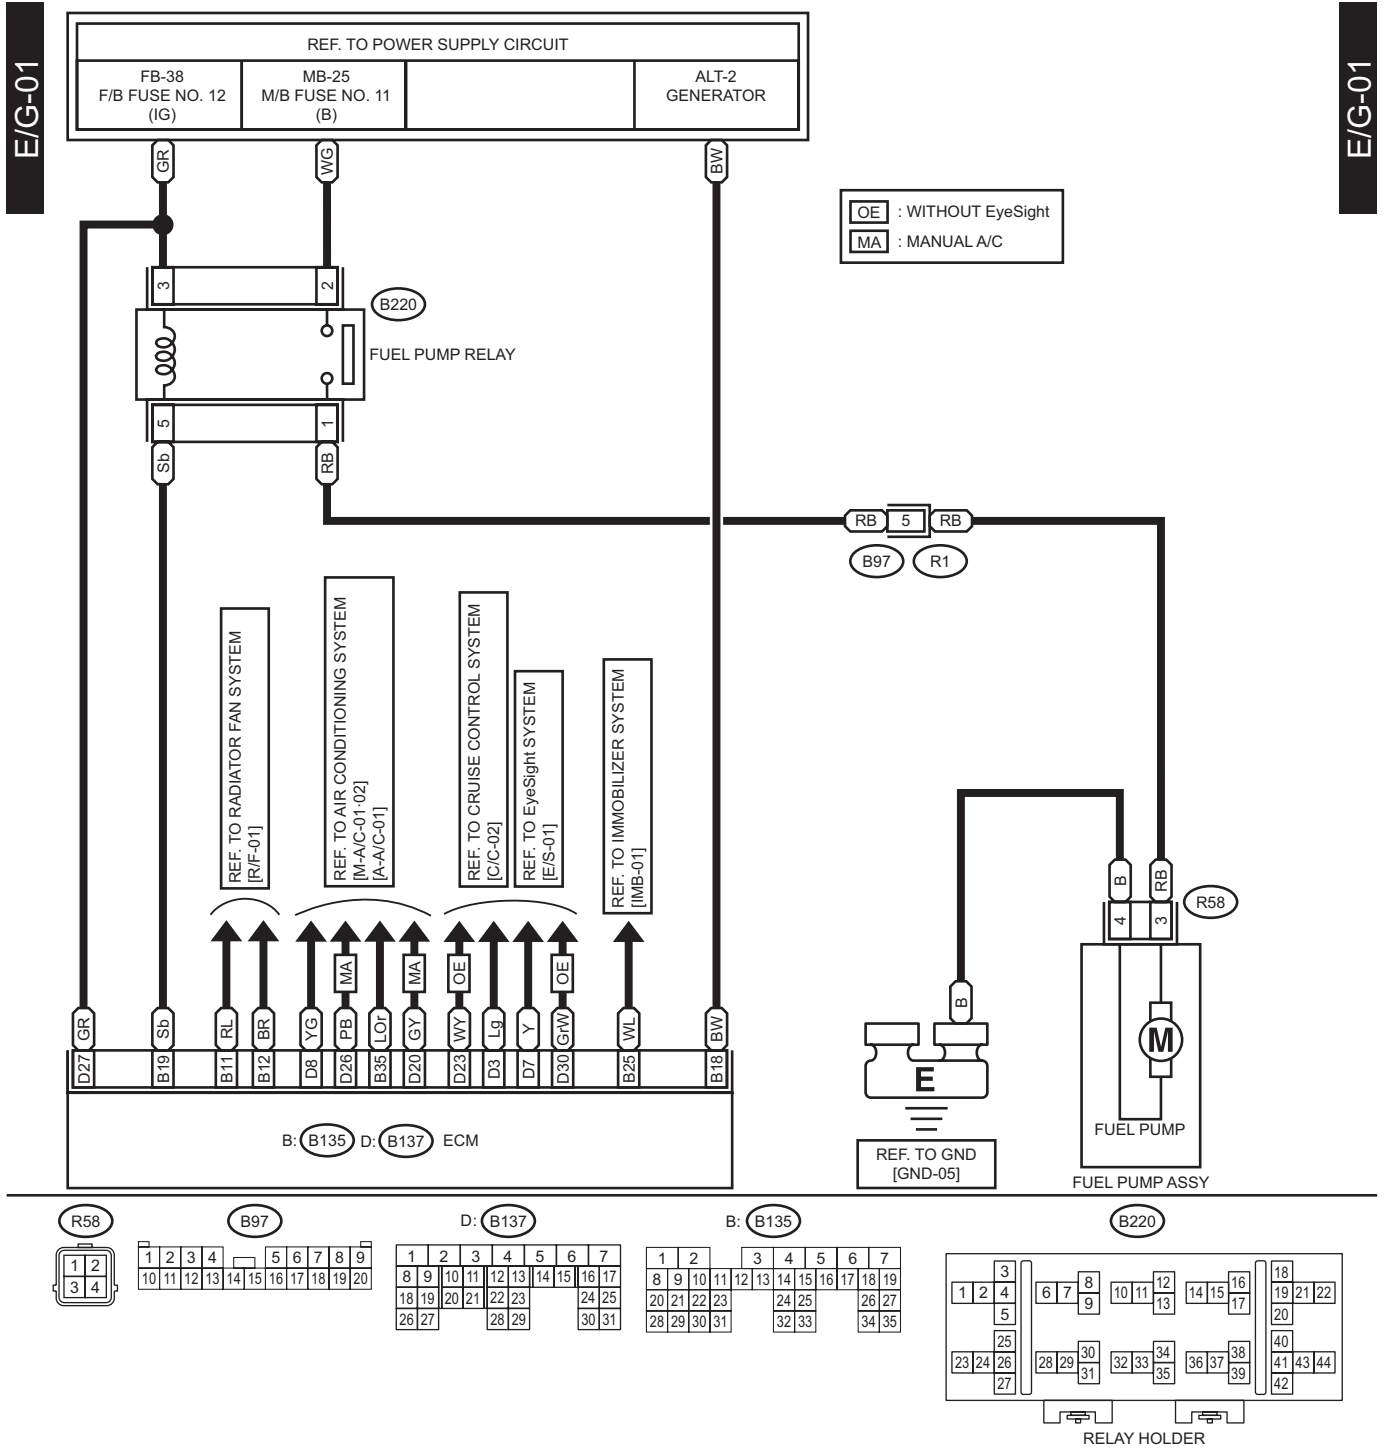 E/G-01
E/G-01
REF. TO POWER SUPPLY CIRCUIT
FB-38
F/B FUSE NO. 12
(IG)
MB-25
M/B FUSE NO. 11
(B)
ALT-2
GENERATOR
GR
WG
BW
OE : WITHOUT EyeSight
MA : MANUAL A/C
3
2
B220
FUEL PUMP RELAY
5
1
Sb
RB
RB 5 RB
B97 R1
REF. TO RADIATOR FAN SYSTEM
[R/F-01]
REF. TO AIR CONDITIONING SYSTEM
[M-A/C-01·02]
[A-A/C-01]
REF. TO CRUISE CONTROL SYSTEM
[C/C-02]
REF. TO EyeSight SYSTEM
[E/S-01]
REF. TO IMMOBILIZER SYSTEM
[IMB-01]
B
RB
R58
4
3
MA MA OE OE
B
GR Sb RL BR YG PB LOr GY WY Lg Y GrW WL BW
D27 B19 B11 B12 D8 D26 B35 D20 D23 D3 D7 D30 B25 B18
M
E
B: B135 D: B137 ECM
FUEL PUMP
REF. TO GND
[GND-05]
FUEL PUMP ASSY
R58
1 2
3 4
B97
1 2 3 4 5 6 7 8 9
10 11 12 13 14 15 16 17 18 19 20
D: B137
1 2 3 4 5 6 7
8 9 10 11 12 13 14 15 16 17
18 19 20 21 22 23 24 25
26 27 28 29 30 31
B: B135
1 2 3 4 5 6 7
8 9 10 11 12 13 14 15 16 17 18 19
20 21 22 23 24 25 26 27
28 29 30 31 32 33 34 35
B220
3 8 12 16 18
1 2 4 6 7 10 11 14 15 19 21 22
9 13 17
5 20
25 30 34 38 40
23 24 26 28 29 32 33 36 37 41 43 44
31 35 39
27 42
RELAY HOLDER